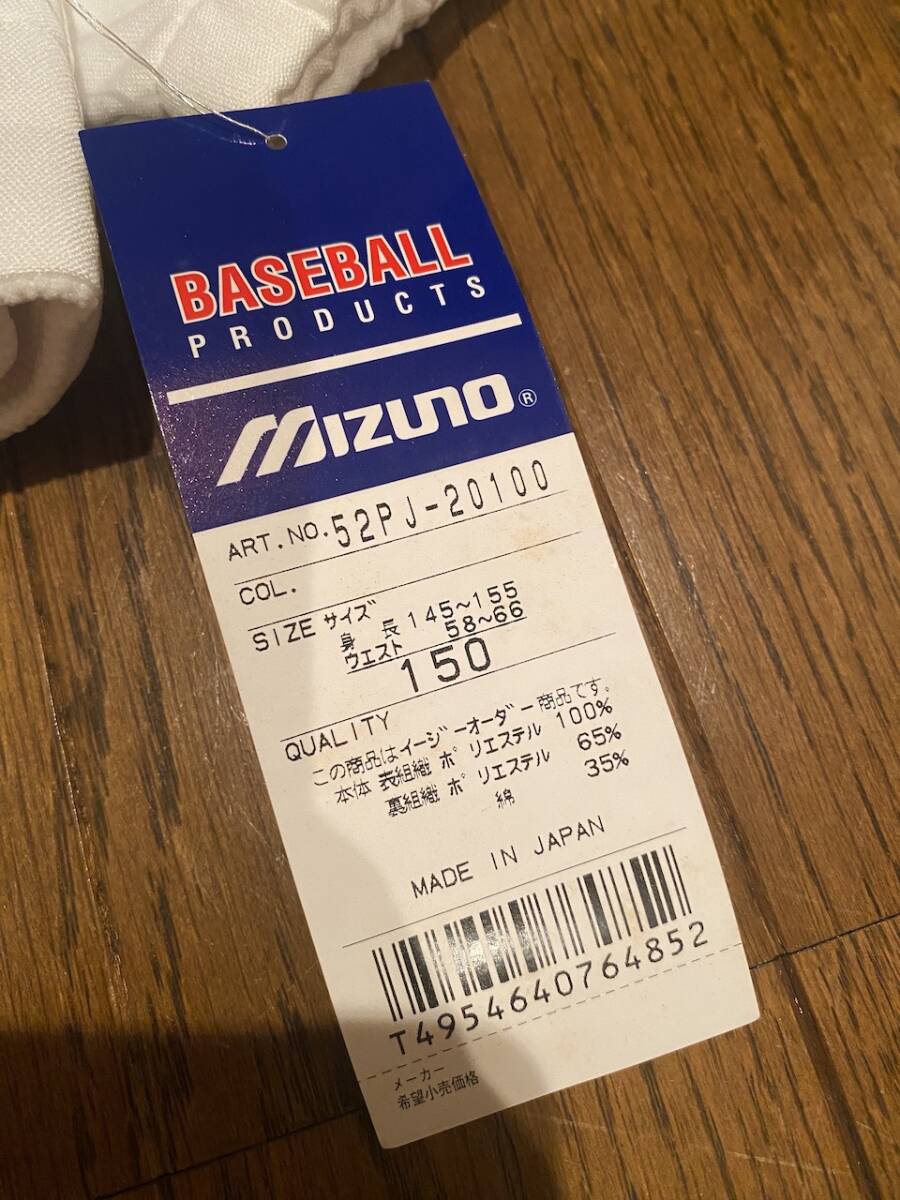 BASEBALL
PRODUCTS
MIZUNO®
ART.NO. 52PJ-20100
COL.
SIZE サイズ
身 長 145~155
ウエスト 58~66
150
QUALITY
この商品はイージーオーダー商品です。
本体 表組織 ポリエステル 100%
裏組織 ポリエステル 65%
綿 35%
MADE IN JAPAN
T4954640764852
メーカー
希望小売価格